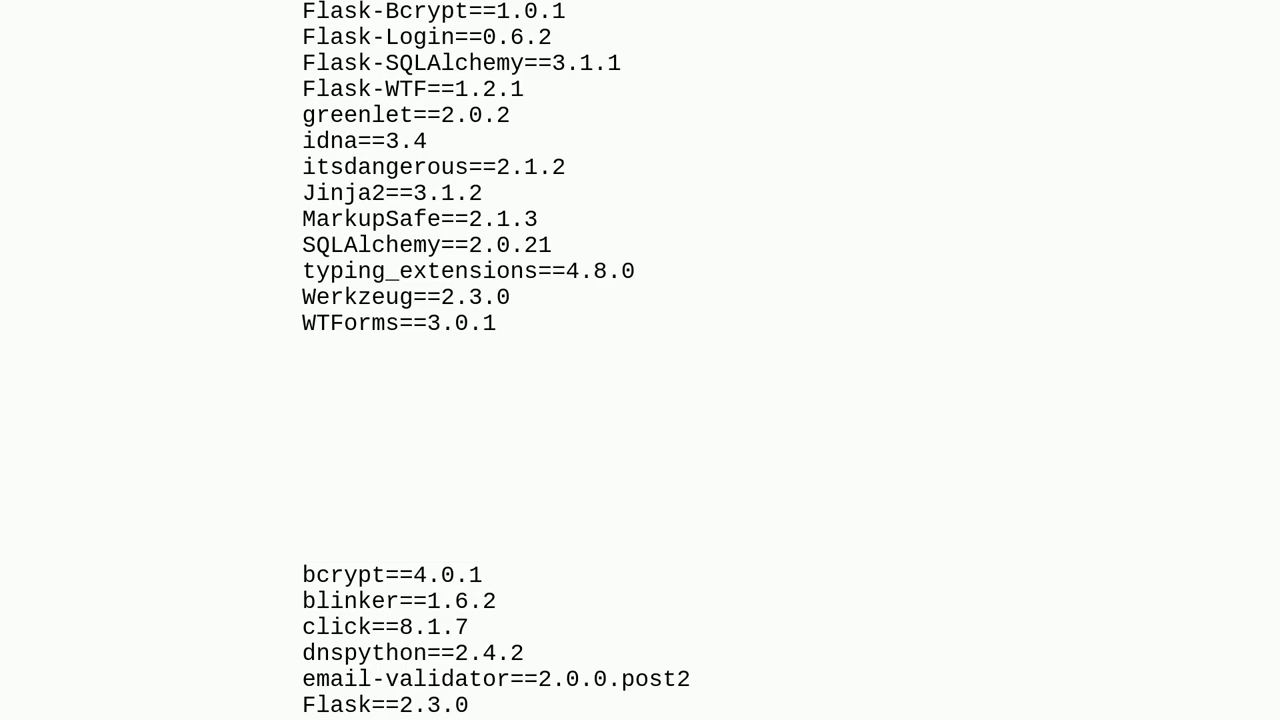 Flask-Bcrypt==1.0.1
Flask-Login==0.6.2
Flask-SQLAlchemy==3.1.1
Flask-WTF==1.2.1
greenlet==2.0.2
idna==3.4
itsdangerous==2.1.2
Jinja2==3.1.2
MarkupSafe==2.1.3
SQLAlchemy==2.0.21
typing_extensions==4.8.0
Werkzeug==2.3.0
WTForms==3.0.1
bcrypt==4.0.1
blinker==1.6.2
click==8.1.7
dnspython==2.4.2
email-validator==2.0.0.post2
Flask==2.3.0